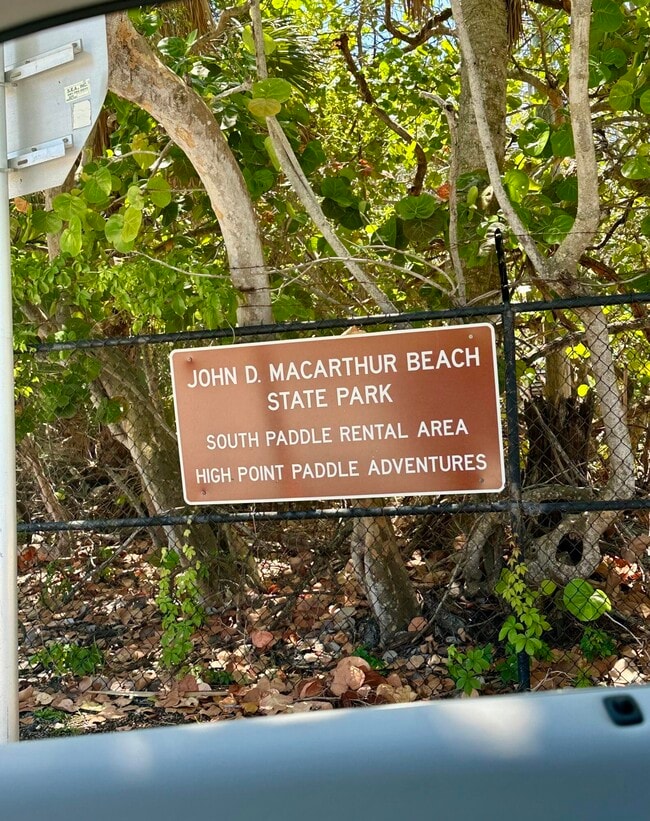 JOHN D. MACARTHUR BEACH
STATE PARK
SOUTH PADDLE RENTAL AREA
HIGH POINT PADDLE ADVENTURES